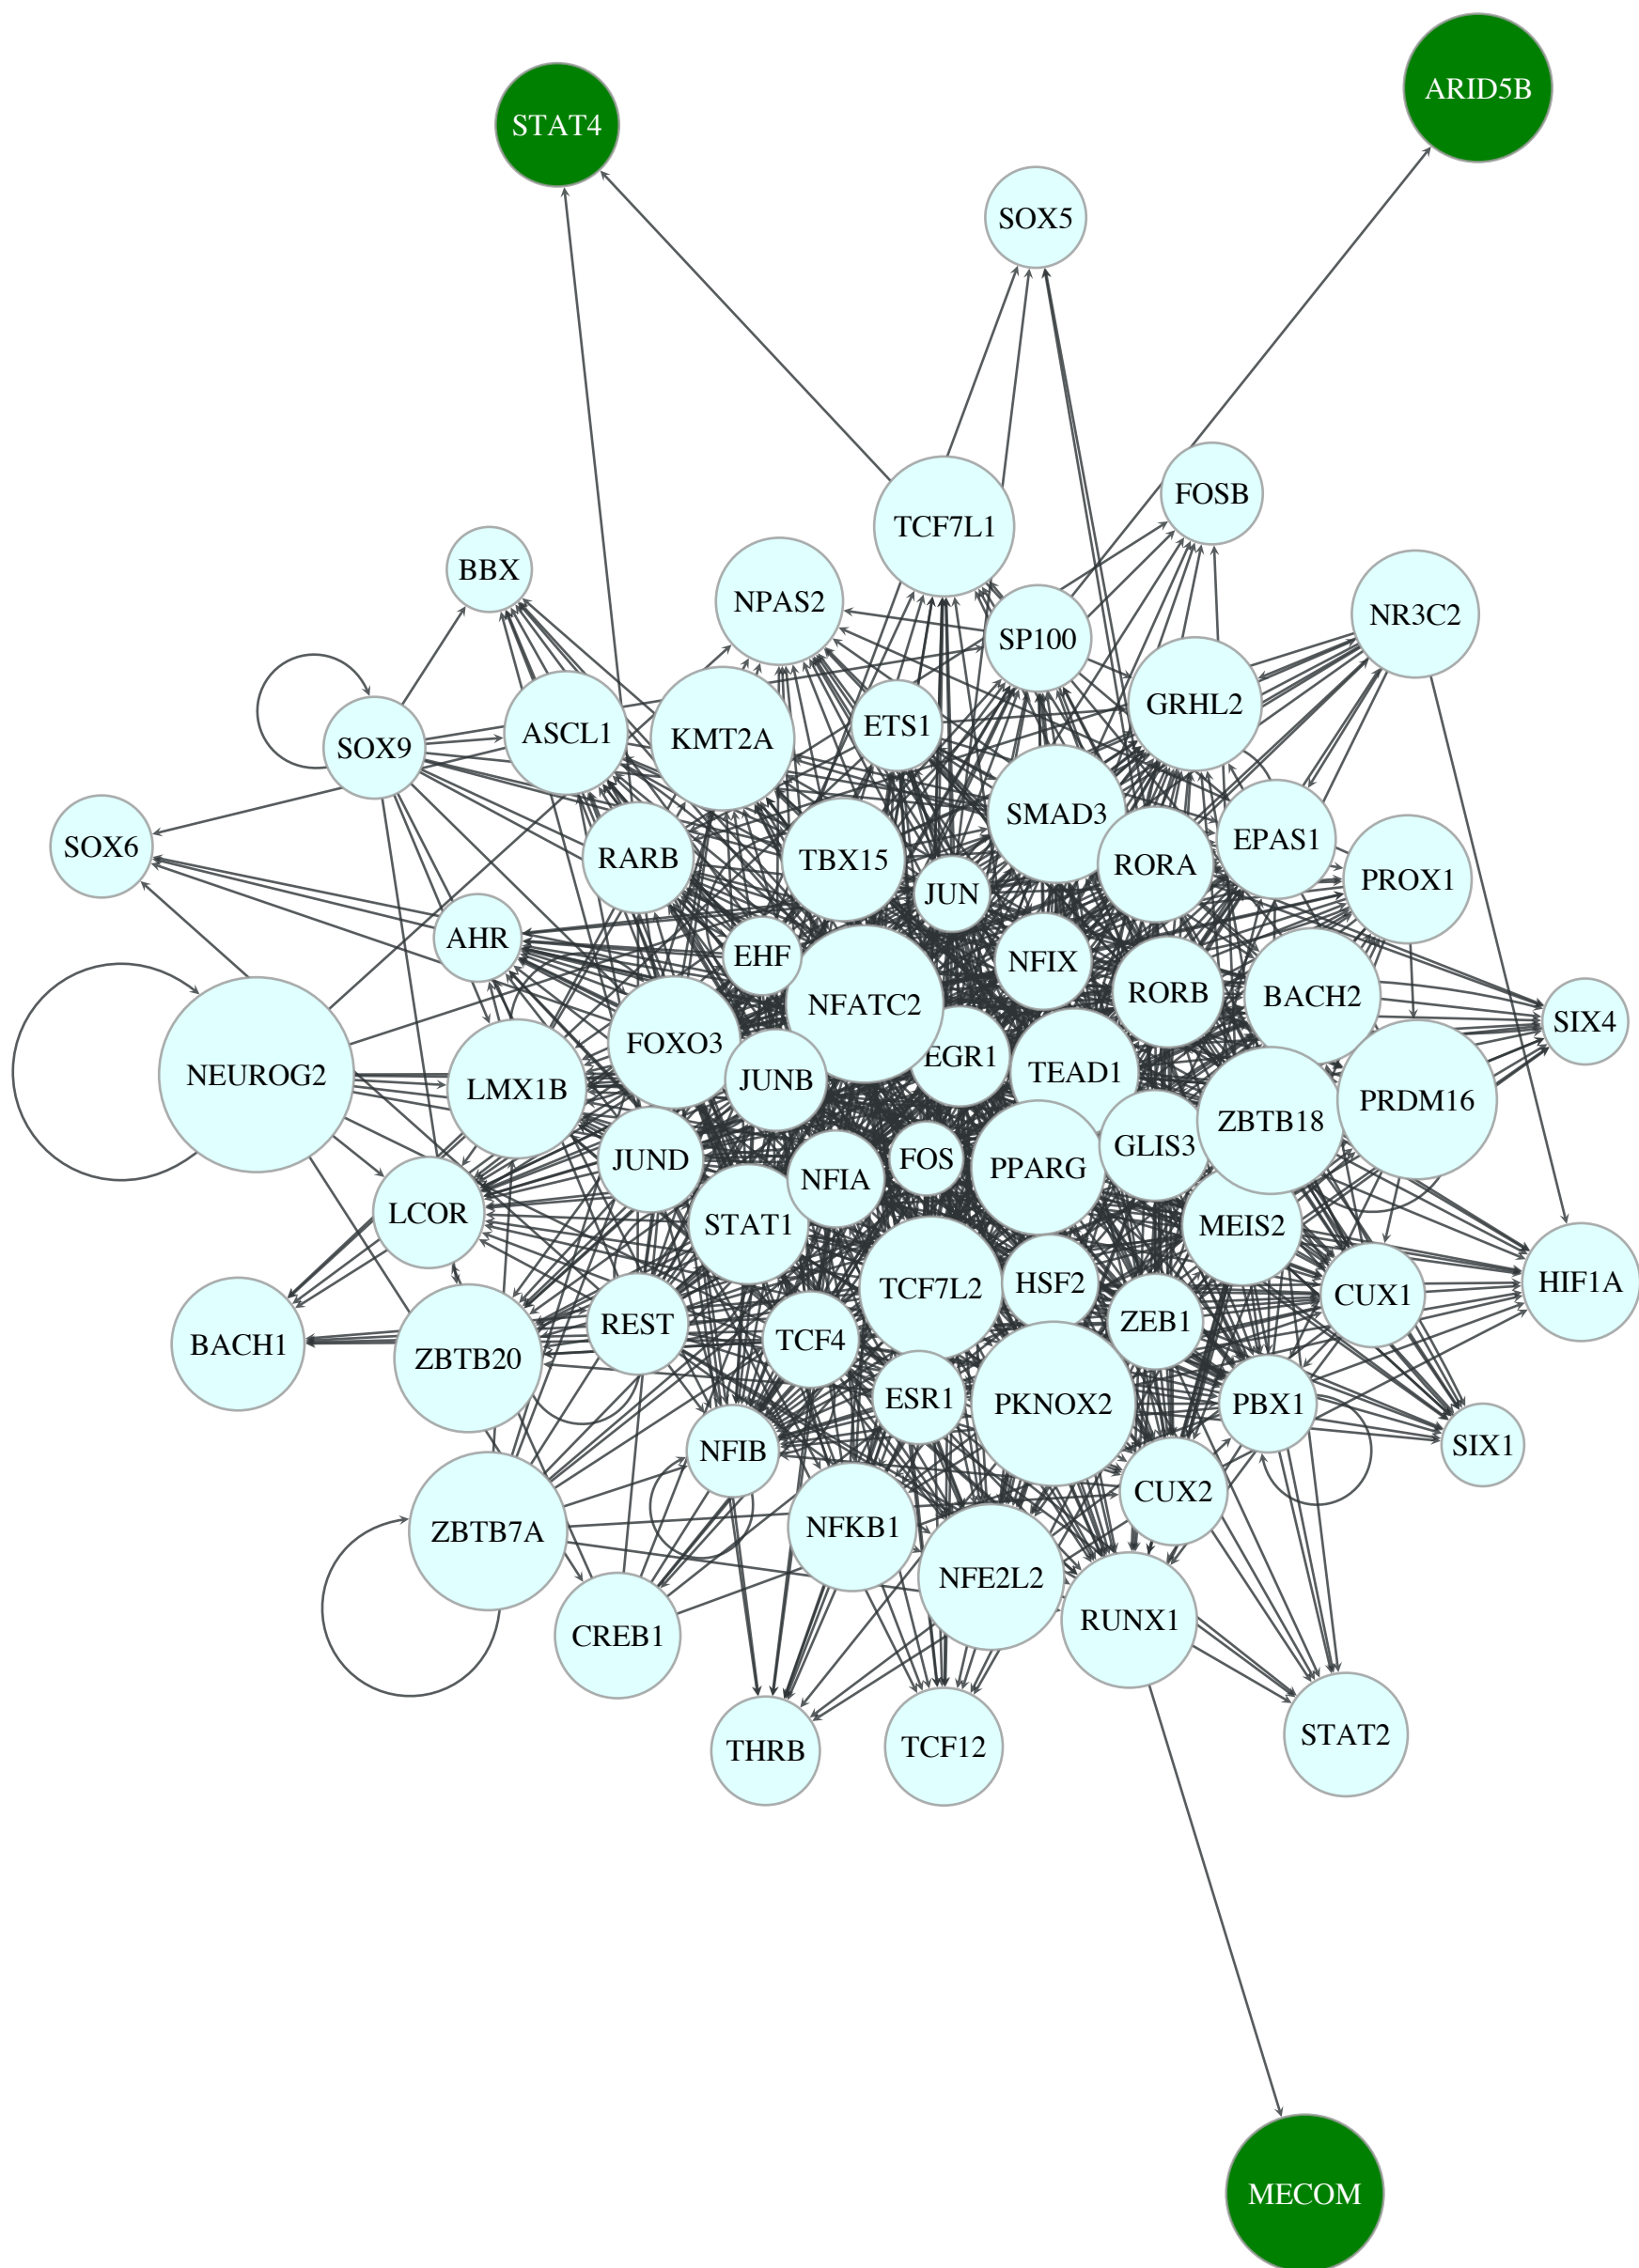 ARID5B
STAT4
SOX5
FOSB
TCF7L1
BBX
NPAS2
NR3C2
SP100
GRHL2
ETS1
ASCL1
KMT2A
SOX9
SMAD3
EPAS1
SOX6
RARB
TBX15
RORA
PROX1
JUN
AHR
EHF
NFIX
RORB
BACH2
NFATC2
SIX4
FOXO3
EGR1
TEAD1
NEUROG2
JUNB
LMX1B
PRDM16
ZBTB18
GLIS3
JUND
FOS
PPARG
NFIA
LCOR
STAT1
MEIS2
HIF1A
TCF7L2
HSF2
CUX1
REST
ZEB1
BACH1
TCF4
ZBTB20
ESR1
PKNOX2
PBX1
SIX1
NFIB
CUX2
NFKB1
ZBTB7A
NFE2L2
RUNX1
CREB1
STAT2
TCF12
THRB
MECOM